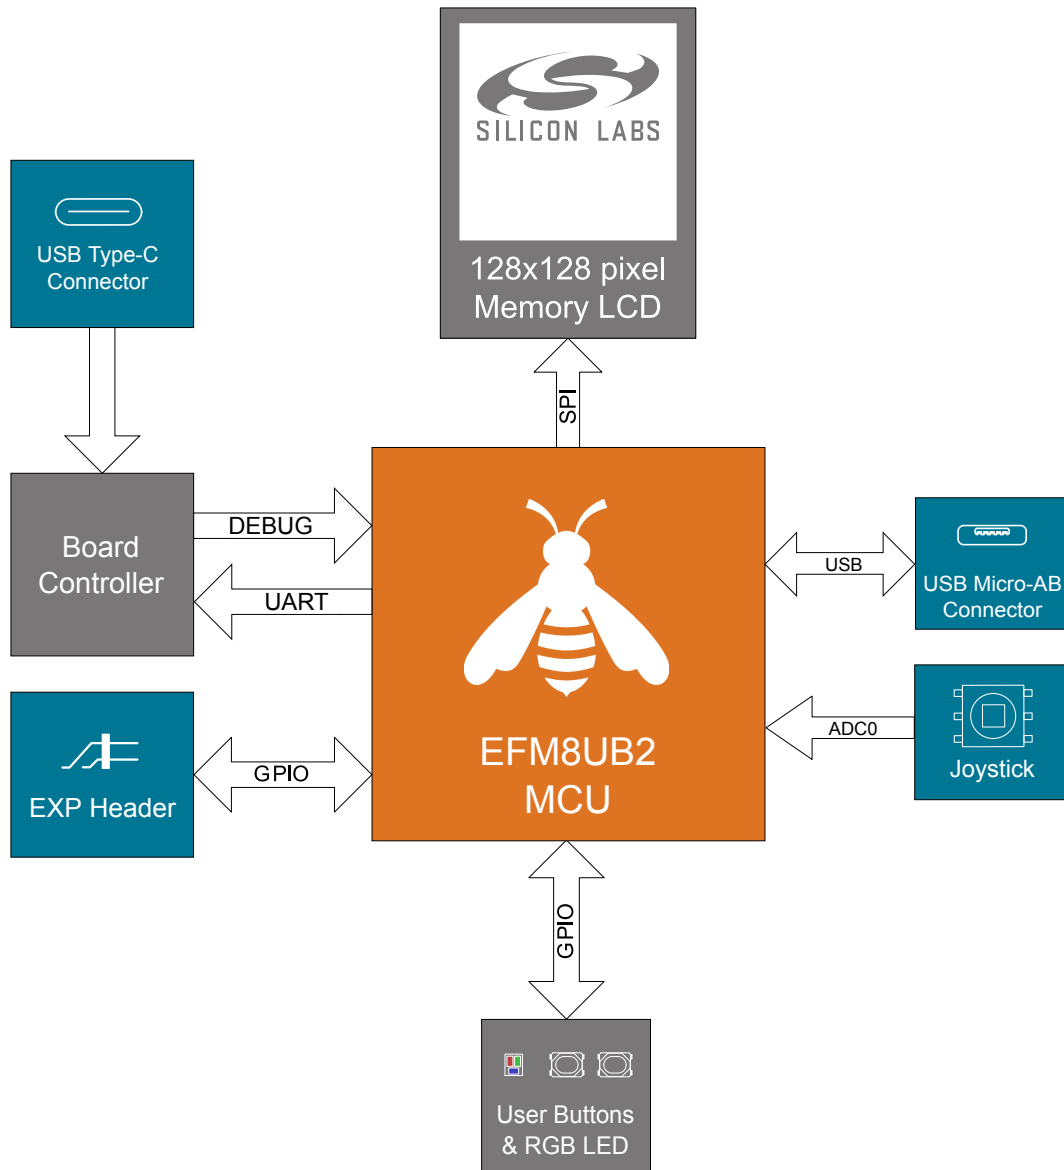 SILICON LABS
128x128 pixel
Memory LCD
USB Type-C
Connector
SPI
Board
Controller
DEBUG
UART
USB
USB Micro-AB
Connector
EFM8UB2
MCU
ADC0
Joystick
GPIO
EXP Header
GPIO
User Buttons
& RGB LED